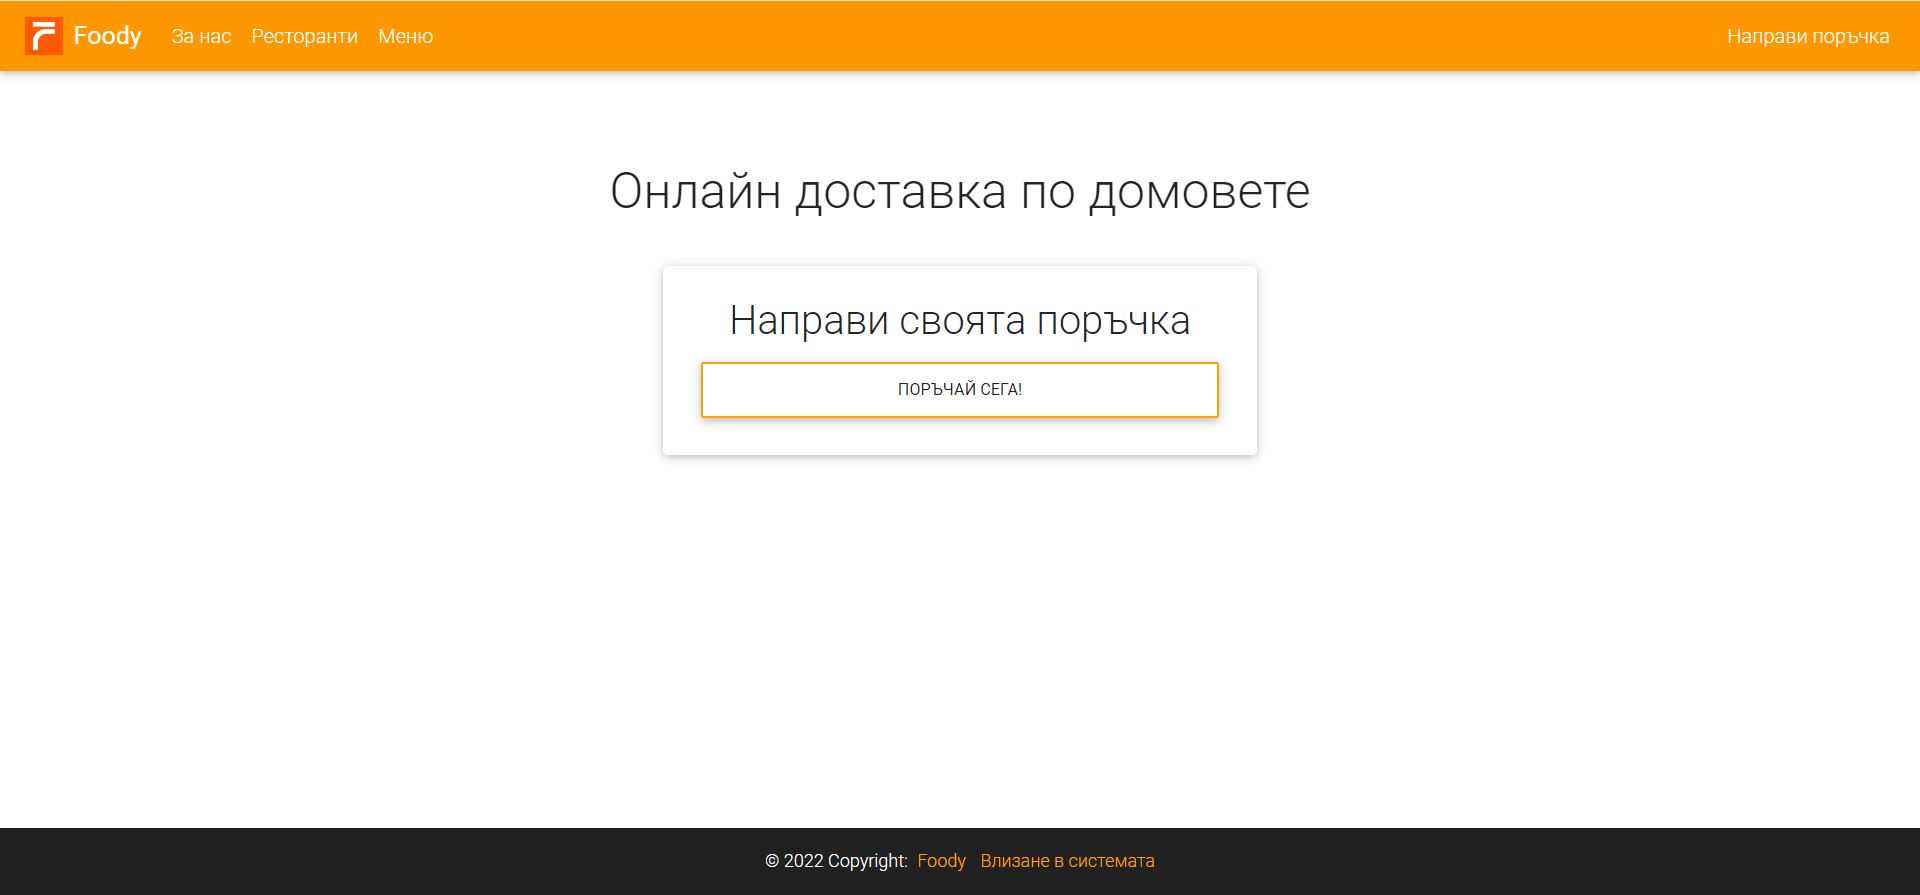 Foody За нас Ресторанти Меню Направи поръчка
Онлайн доставка по домовете
Направи своята поръчка
ПОРЪЧАЙ СЕГА!
© 2022 Copyright: Foody Влизане в системата